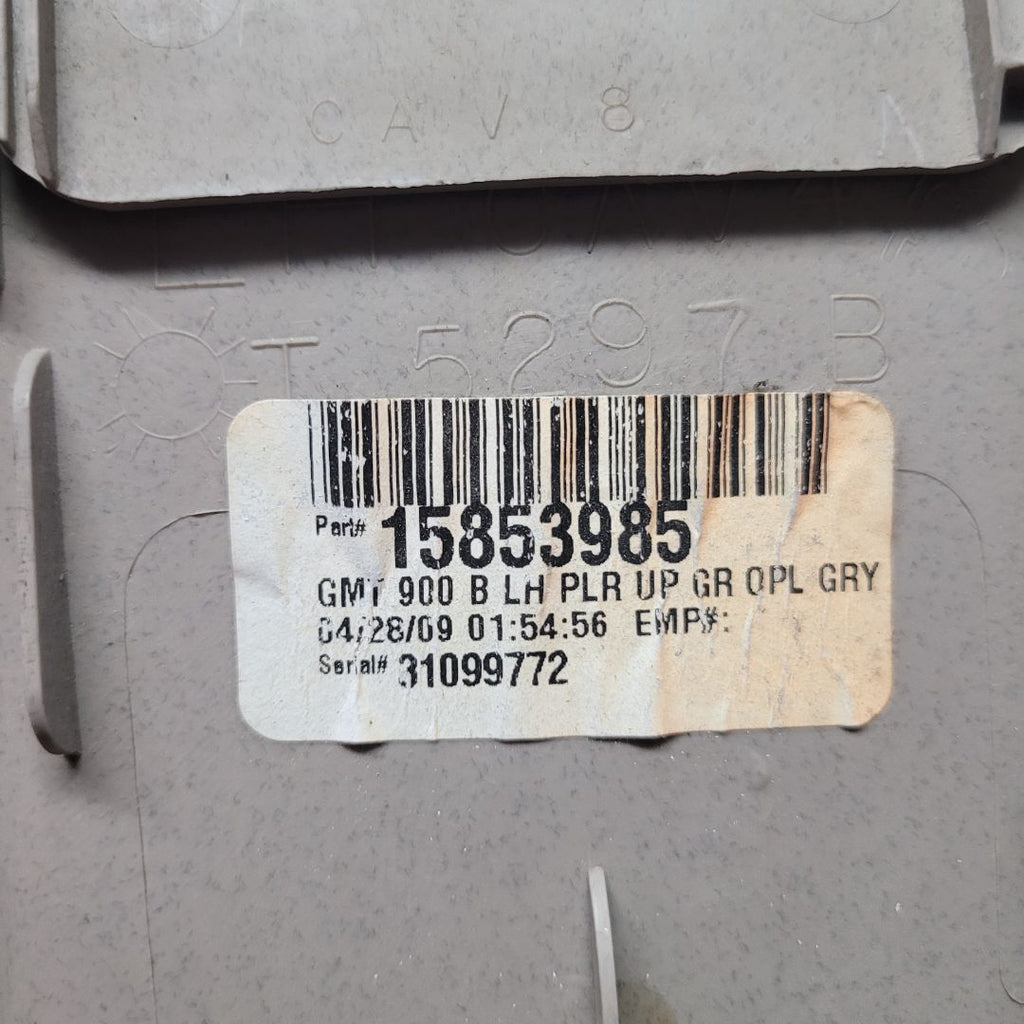 CAV 8
T 5297 B
Part# 15853985
GMT 900 B LH PLR UP GR OPL GRY
04/28/09 01:54:56 EMP#:
Serial# 31099772